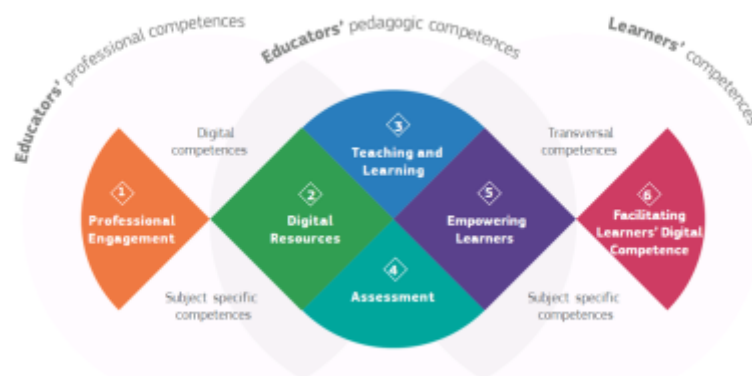 Educators' professional competences
Educators' pedagogic competences
Learners' competences
Digital
competences
Transversal
competences
1
Professional
Engagement
2
Digital
Resources
3
Teaching and
Learning
4
Assessment
5
Empowering
Learners
6
Facilitating
Learners' Digital
Competence
Subject specific
competences
Subject specific
competences